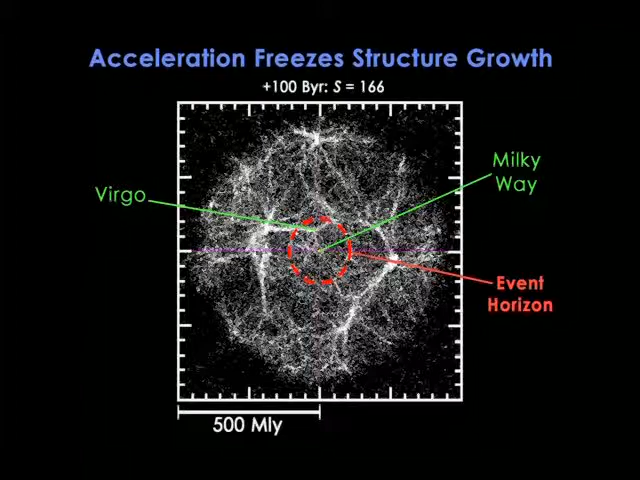 Acceleration Freezes Structure Growth
+100 Byr: S = 166
Milky
Way
Virgo
Event
Horizon
500 Mly